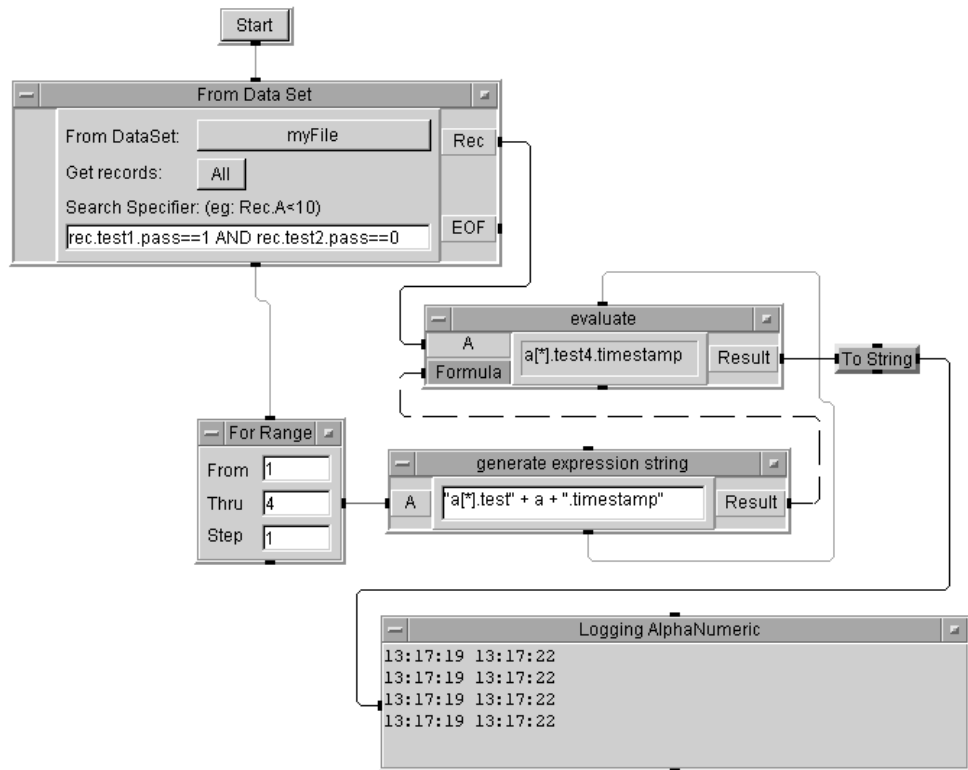 Start
From Data Set
From DataSet: myFile
Rec
Get records: All
Search Specifier: (eg: Rec.A<10)
rec.test1.pass==1 AND rec.test2.pass==0
EOF
evaluate
A
a[*].test4.timestamp
Result
Formula
To String
For Range
From 1
Thru 4
Step 1
generate expression string
A
"a[*].test" + a + ".timestamp"
Result
Logging AlphaNumeric
13:17:19 13:17:22
13:17:19 13:17:22
13:17:19 13:17:22
13:17:19 13:17:22